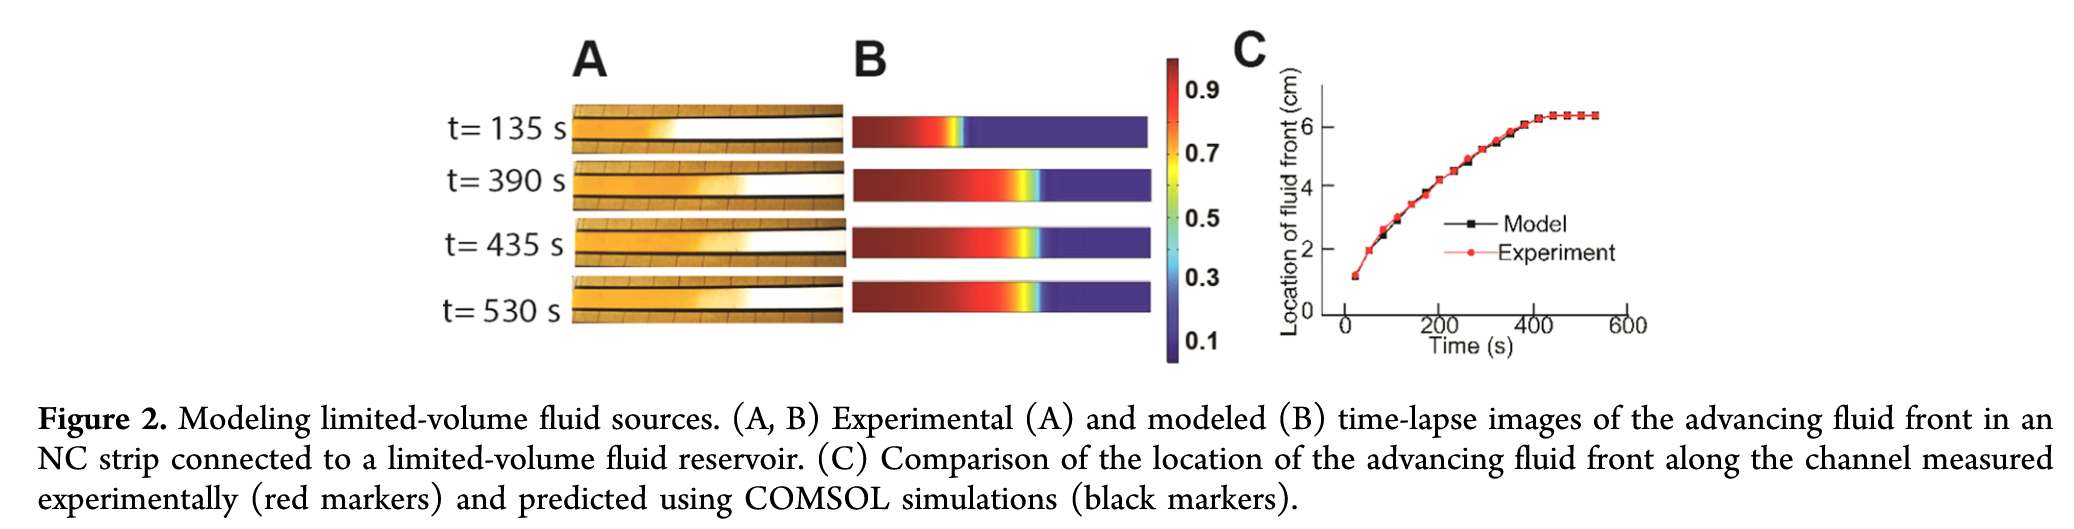 A
B
C
t= 135 s
t= 390 s
t= 435 s
t= 530 s
0.9
0.7
0.5
0.3
0.1
Location of fluid front (cm)
6
4
2
0
Model
Experiment
0 200 400 600
Time (s)
Figure 2. Modeling limited-volume fluid sources. (A, B) Experimental (A) and modeled (B) time-lapse images of the advancing fluid front in an
NC strip connected to a limited-volume fluid reservoir. (C) Comparison of the location of the advancing fluid front along the channel measured
experimentally (red markers) and predicted using COMSOL simulations (black markers).